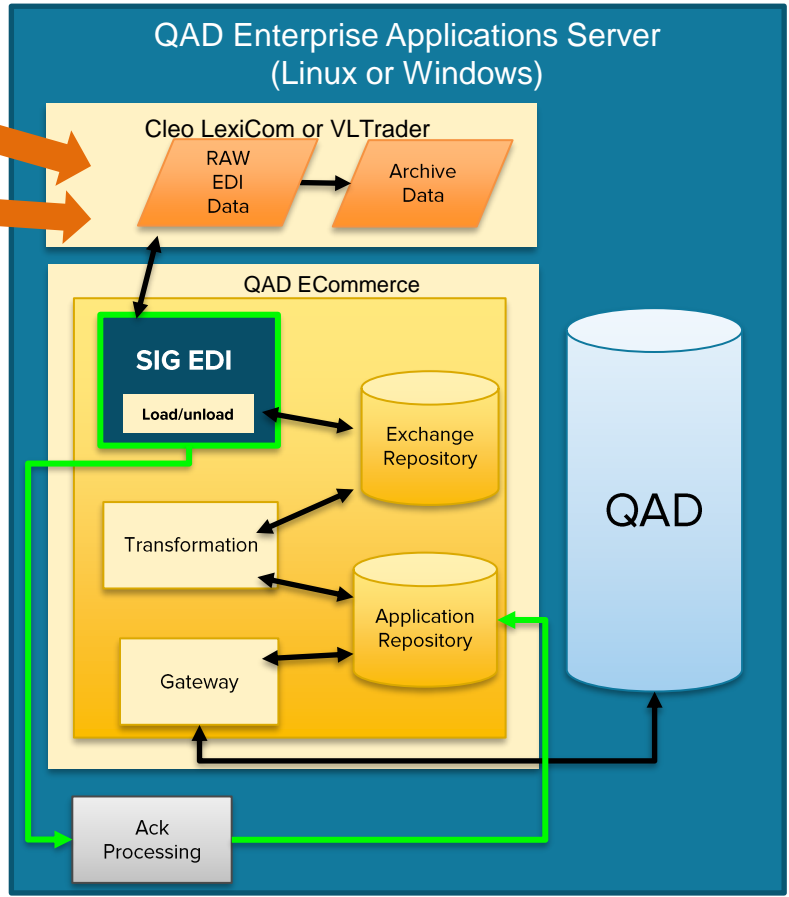 QAD Enterprise Applications Server
(Linux or Windows)
Cleo LexiCom or VLTrader
RAW
EDI
Data
Archive
Data
QAD ECommerce
SIG EDI
Load/unload
Exchange
Repository
Transformation
Application
Repository
Gateway
QAD
Ack
Processing